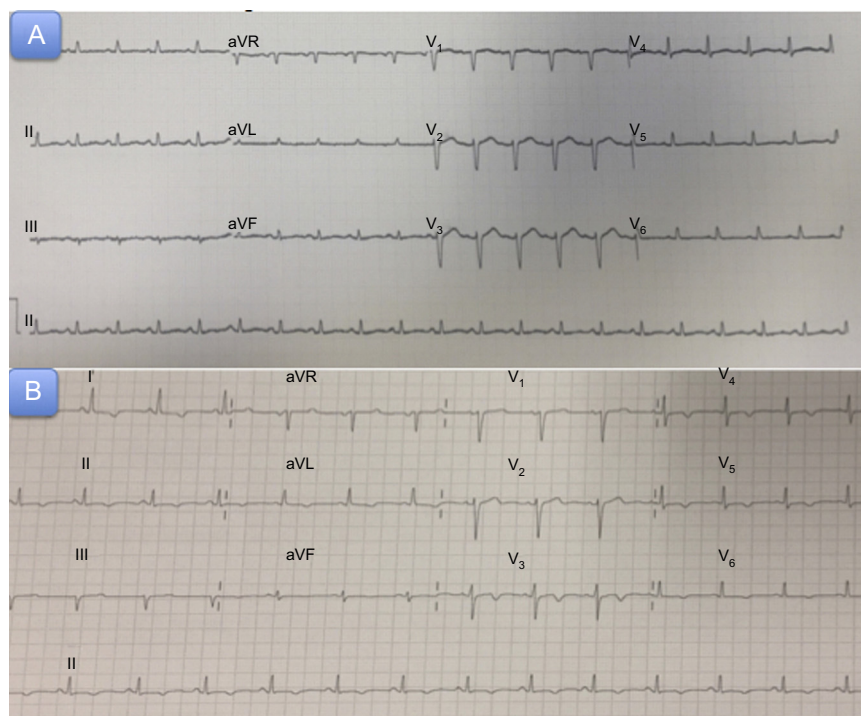 A
aVR V1 V4
II aVL V2 V5
III aVF V3 V6
II
B
I aVR V1 V4
II aVL V2 V5
III aVF V3 V6
II